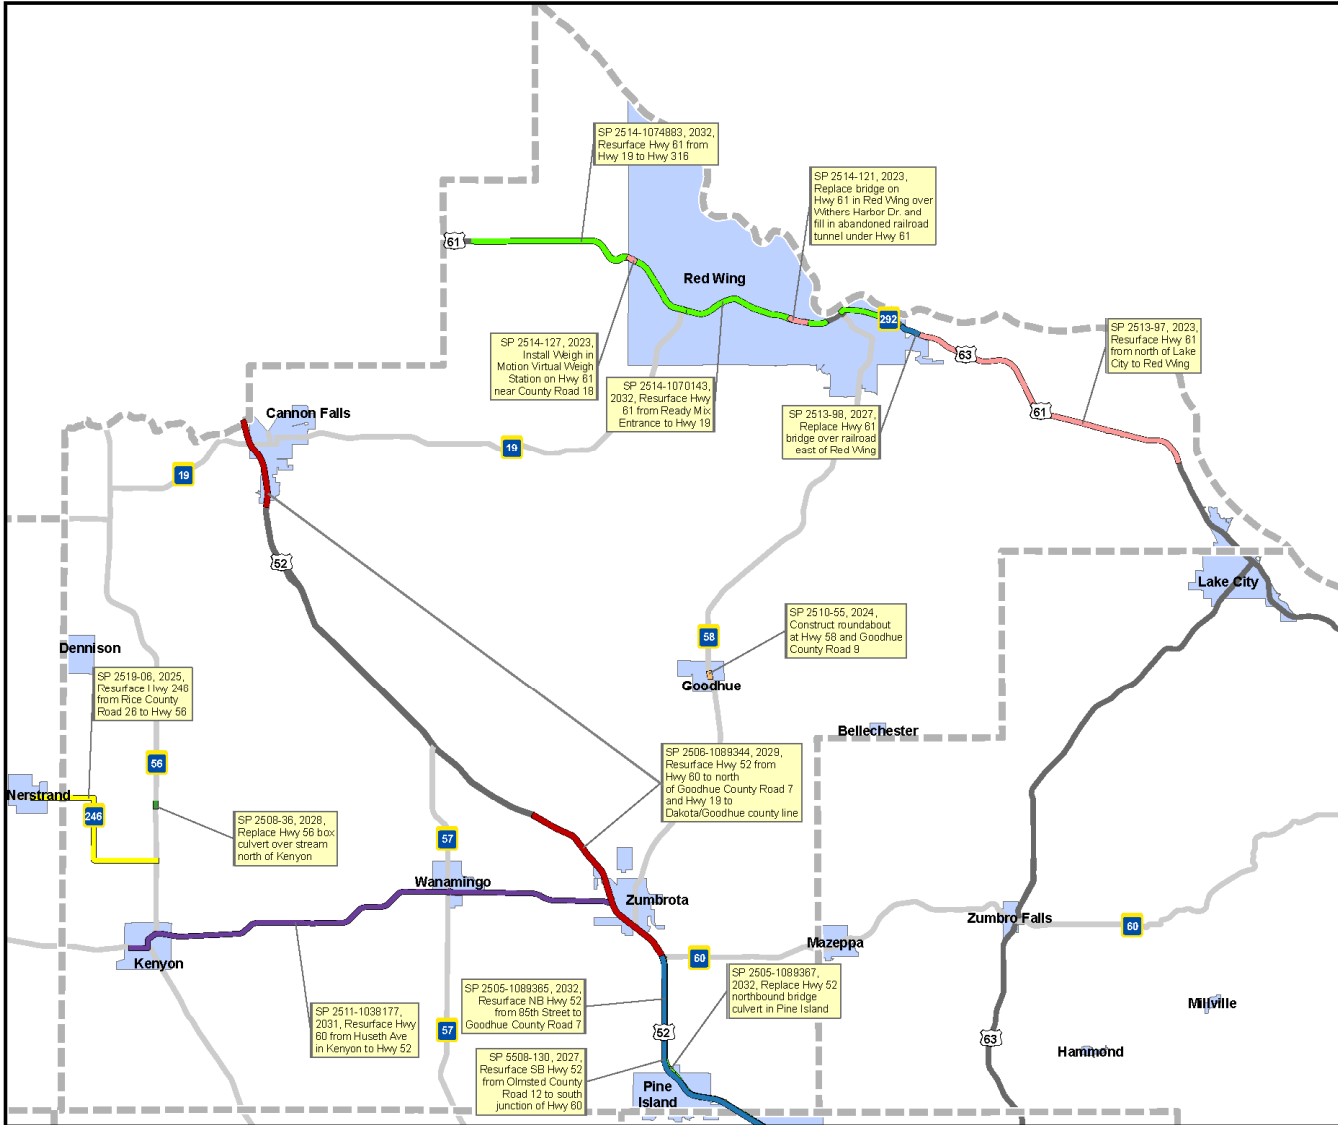 SP 2514-1074883, 2032,
Resurface Hwy 61 from
Hwy 19 to Hwy 316
SP 2514-121, 2023,
Replace bridge on
Hwy 61 in Red Wing over
Withers Harbor Dr. and
fill in abandoned railroad
tunnel under Hwy 61
61
Red Wing
292
63
SP 2513-97, 2023,
Resurface Hwy 61
from north of Lake
City to Red Wing
SP 2514-127, 2023,
Install Weigh in
Motion Virtual Weigh
Station on Hwy 61
near County Road 18
SP 2514-1070143,
2032, Resurface Hwy
61 from Ready Mix
Entrance to Hwy 19
SP 2513-98, 2027,
Replace Hwy 61
bridge over railroad
east of Red Wing
61
Cannon Falls
19
19
52
Lake City
SP 2510-55, 2024,
Construct roundabout
at Hwy 58 and Goodhue
County Road 9
58
Dennison
Goodhue
SP 2519-06, 2025,
Resurface Hwy 246
from Rice County
Road 26 to Hwy 56
Bellechester
56
SP 2506-1089344, 2029,
Resurface Hwy 52 from
Hwy 60 to north
of Goodhue County Road 7
and Hwy 19 to
Dakota/Goodhue county line
Nerstrand
246
SP 2508-36, 2028,
Replace Hwy 56 box
culvert over stream
north of Kenyon
57
Wanamingo
Zumbrota
Zumbro Falls
60
Mazeppa
Kenyon
60
SP 2505-1089367,
2032, Replace Hwy 52
northbound bridge
culvert in Pine Island
SP 2505-1089365, 2032,
Resurface NB Hwy 52
from 85th Street to
Goodhue County Road 7
Millville
SP 2511-1038177,
2031, Resurface Hwy
60 from Huseth Ave
in Kenyon to Hwy 52
57
52
63
Hammond
SP 5508-130, 2027,
Resurface SB Hwy 52
from Olmsted County
Road 12 to south
junction of Hwy 60
Pine
Island